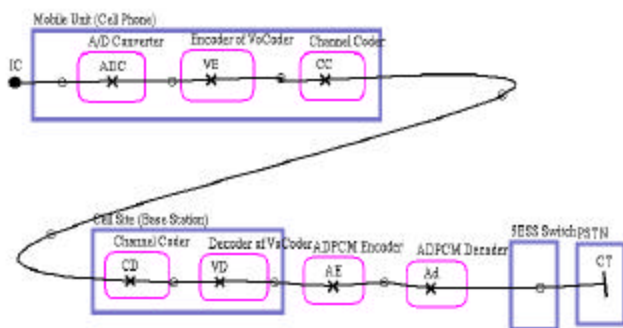 Mobile Unit (Cell Phone)
A/D Converter
Encoder of VoCoder
Channel Coder
IC
ADC
VE
CC
Cell Site (Base Station)
Channel Coder
Decoder of VoCoder
ADPCM Encoder
ADPCM Decoder
5ESS Switch
PSTN
CD
VD
AE
Ad
CT